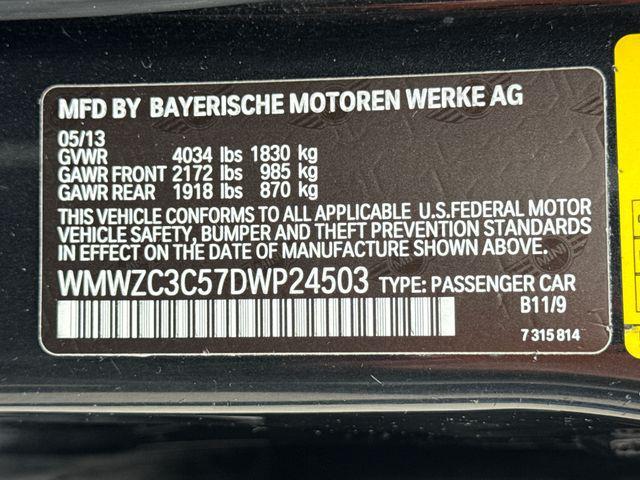 MFD BY BAYERISCHE MOTOREN WERKE AG
05/13
GVWR 4034 lbs 1830 kg
GAWR FRONT 2172 lbs 985 kg
GAWR REAR 1918 lbs 870 kg
THIS VEHICLE CONFORMS TO ALL APPLICABLE U.S.FEDERAL MOTOR
VEHICLE SAFETY, BUMPER AND THEFT PREVENTION STANDARDS
IN EFFECT ON THE DATE OF MANUFACTURE SHOWN ABOVE.
WMWZC3C57DWP24503 TYPE: PASSENGER CAR
B11/9
7 315 814